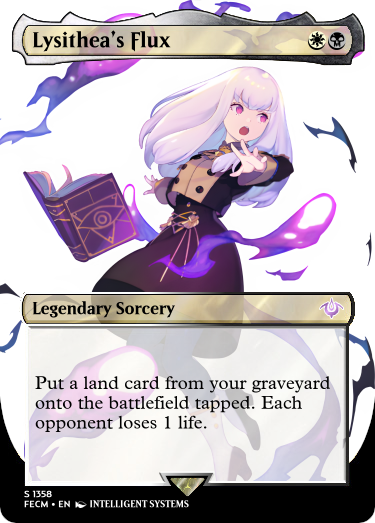 Lysithea's Flux
Legendary Sorcery
Put a land card from your graveyard
onto the battlefield tapped. Each
opponent loses 1 life.
S 1358
FECM • EN INTELLIGENT SYSTEMS